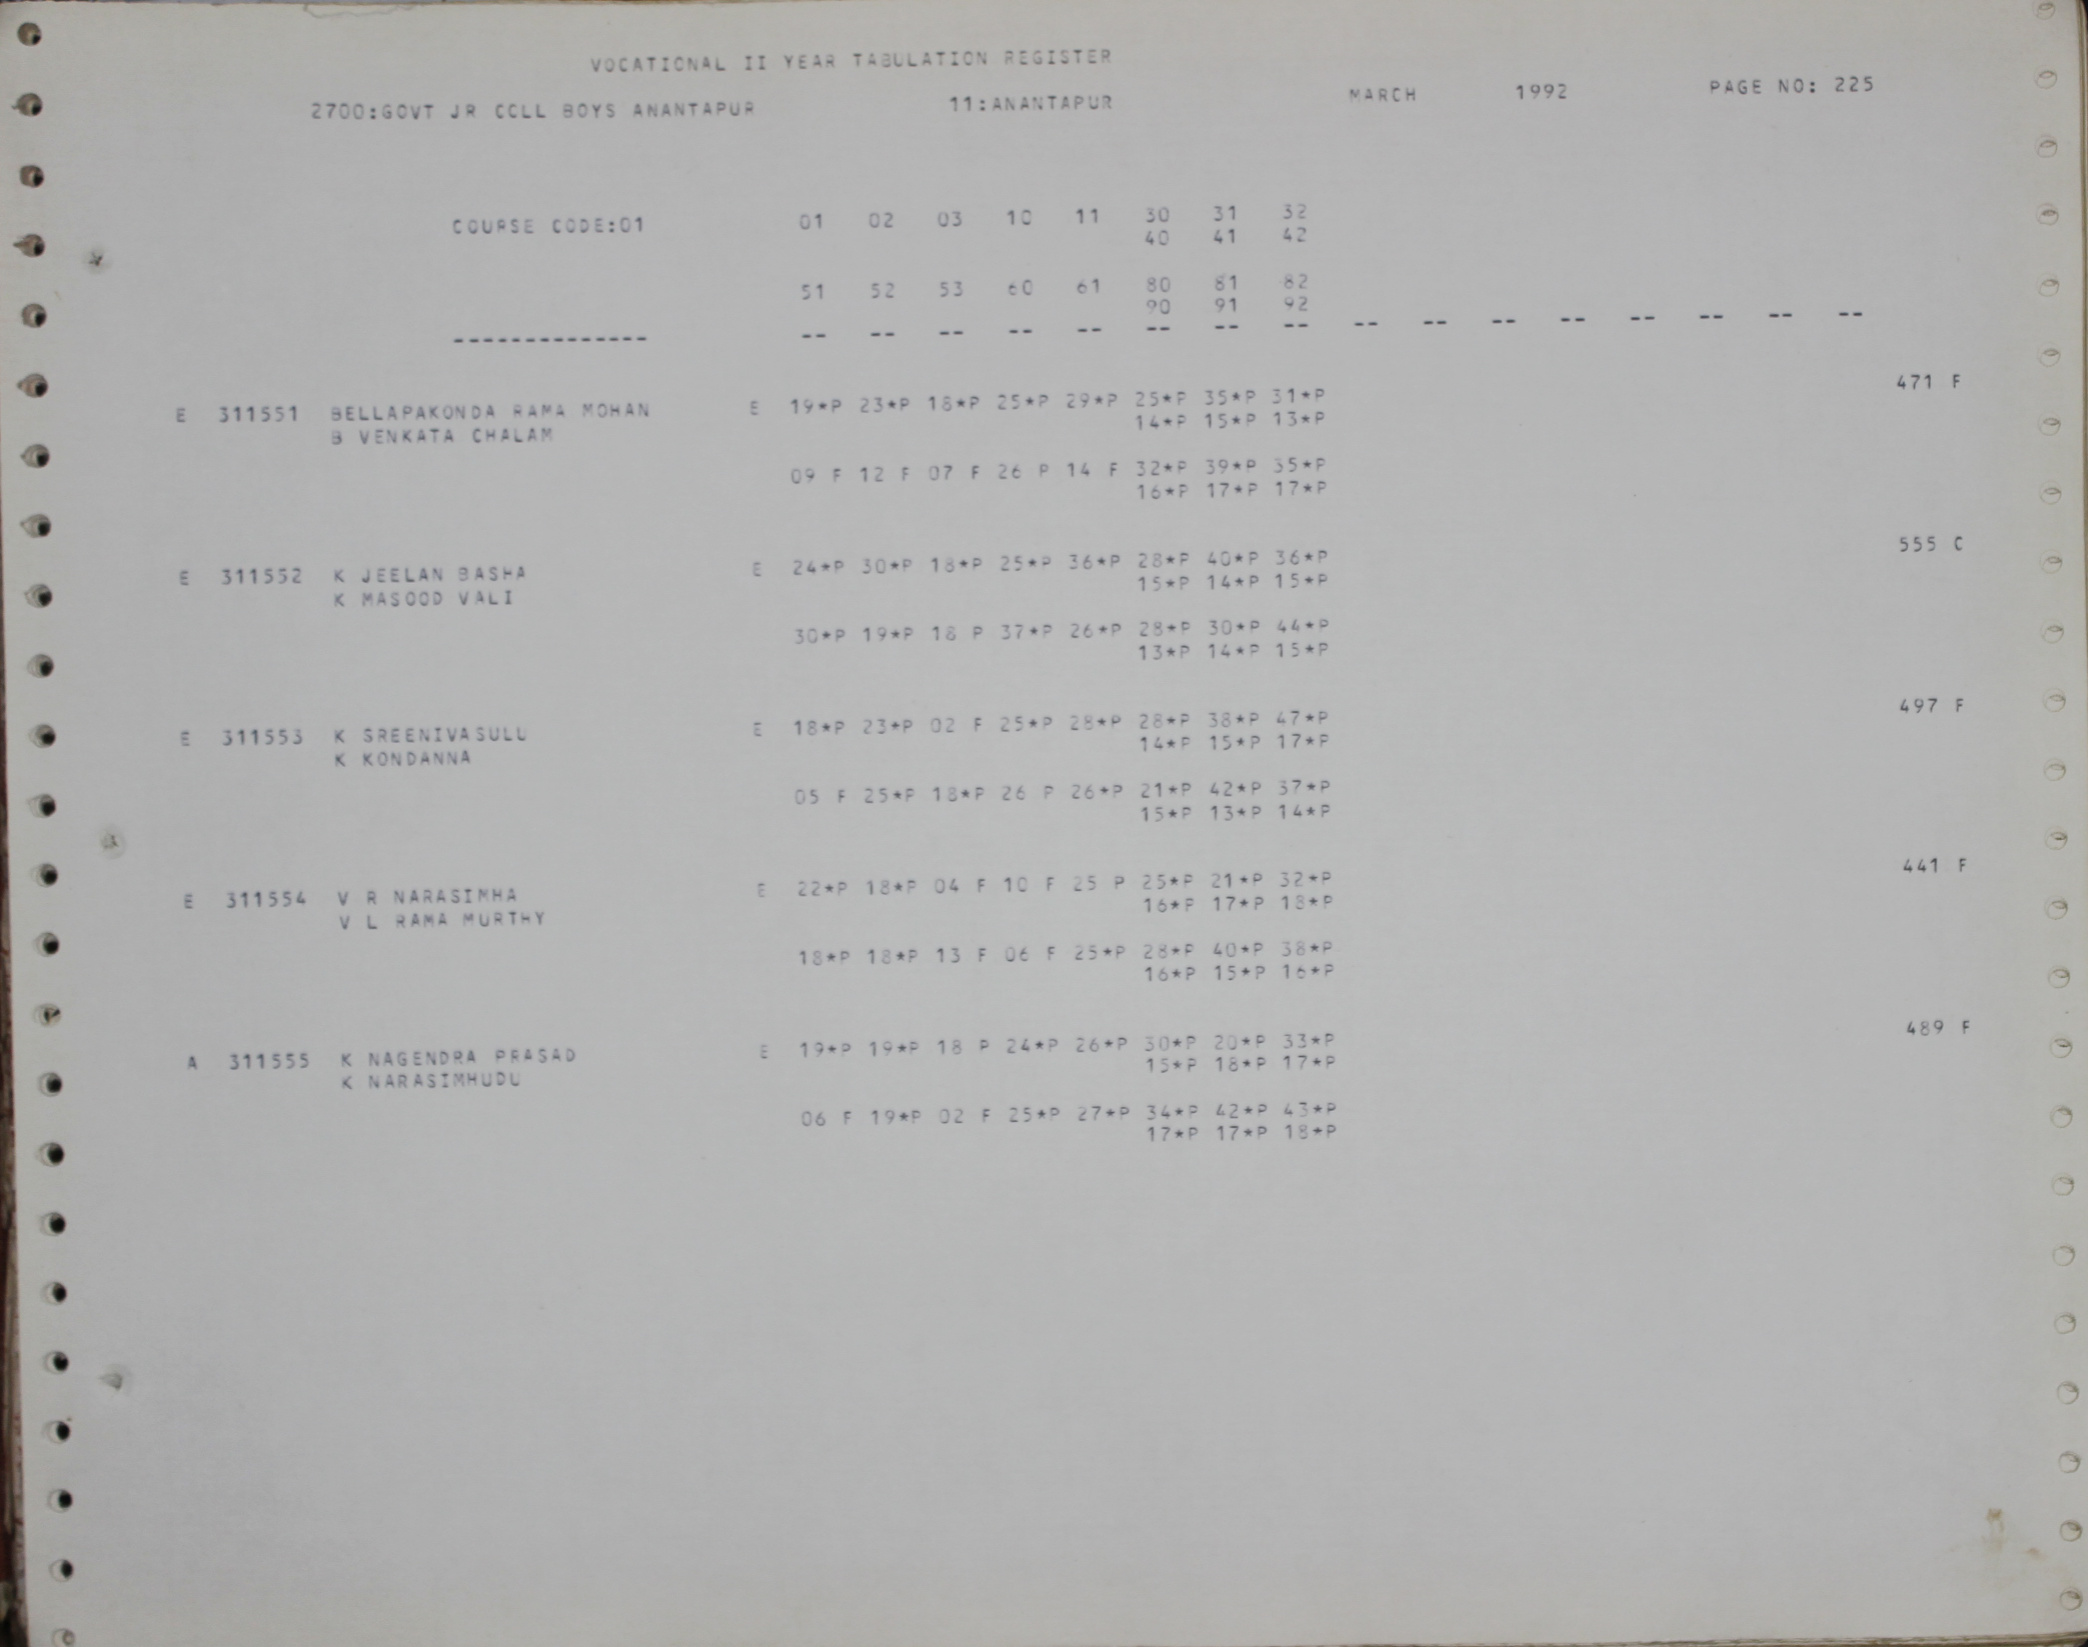 VOCATIONAL II YEAR TABULATION REGISTER
2700:GOVT JR CCLL BOYS ANANTAPUR 11:ANANTAPUR MARCH 1992 PAGE NO: 225
COURSE CODE:01 01 02 03 10 11 30 31 32
40 41 42
51 52 53 60 61 80 81 82
90 91 92
-------------- -- -- -- -- -- -- -- -- -- -- -- -- -- -- -- --
471 F
E 311551 BELLAPAKONDA RAMA MOHAN E 19*P 23*P 18*P 25*P 29*P 25*P 35*P 31*P
B VENKATA CHALAM 14*P 15*P 13*P
09 F 12 F 07 F 26 P 14 F 32*P 39*P 35*P
16*P 17*P 17*P
555 C
E 311552 K JEELAN BASHA E 24*P 30*P 18*P 25*P 36*P 28*P 40*P 36*P
K MASOOD VALI 15*P 14*P 15*P
30*P 19*P 18 P 37*P 26*P 28*P 30*P 44*P
13*P 14*P 15*P
497 F
E 311553 K SREENIVASULU E 18*P 23*P 02 F 25*P 28*P 28*P 38*P 47*P
K KONDANNA 14*P 15*P 17*P
05 F 25*P 18*P 26 P 26*P 21*P 42*P 37*P
15*P 13*P 14*P
441 F
E 311554 V R NARASIMHA E 22*P 18*P 04 F 10 F 25 P 25*P 21*P 32*P
V L RAMA MURTHY 16*P 17*P 18*P
18*P 18*P 13 F 06 F 25*P 28*P 40*P 38*P
16*P 15*P 16*P
489 F
A 311555 K NAGENDRA PRASAD E 19*P 19*P 18 P 24*P 26*P 30*P 20*P 33*P
K NARASIMHUDU 15*P 18*P 17*P
06 F 19*P 02 F 25*P 27*P 34*P 42*P 43*P
17*P 17*P 18*P